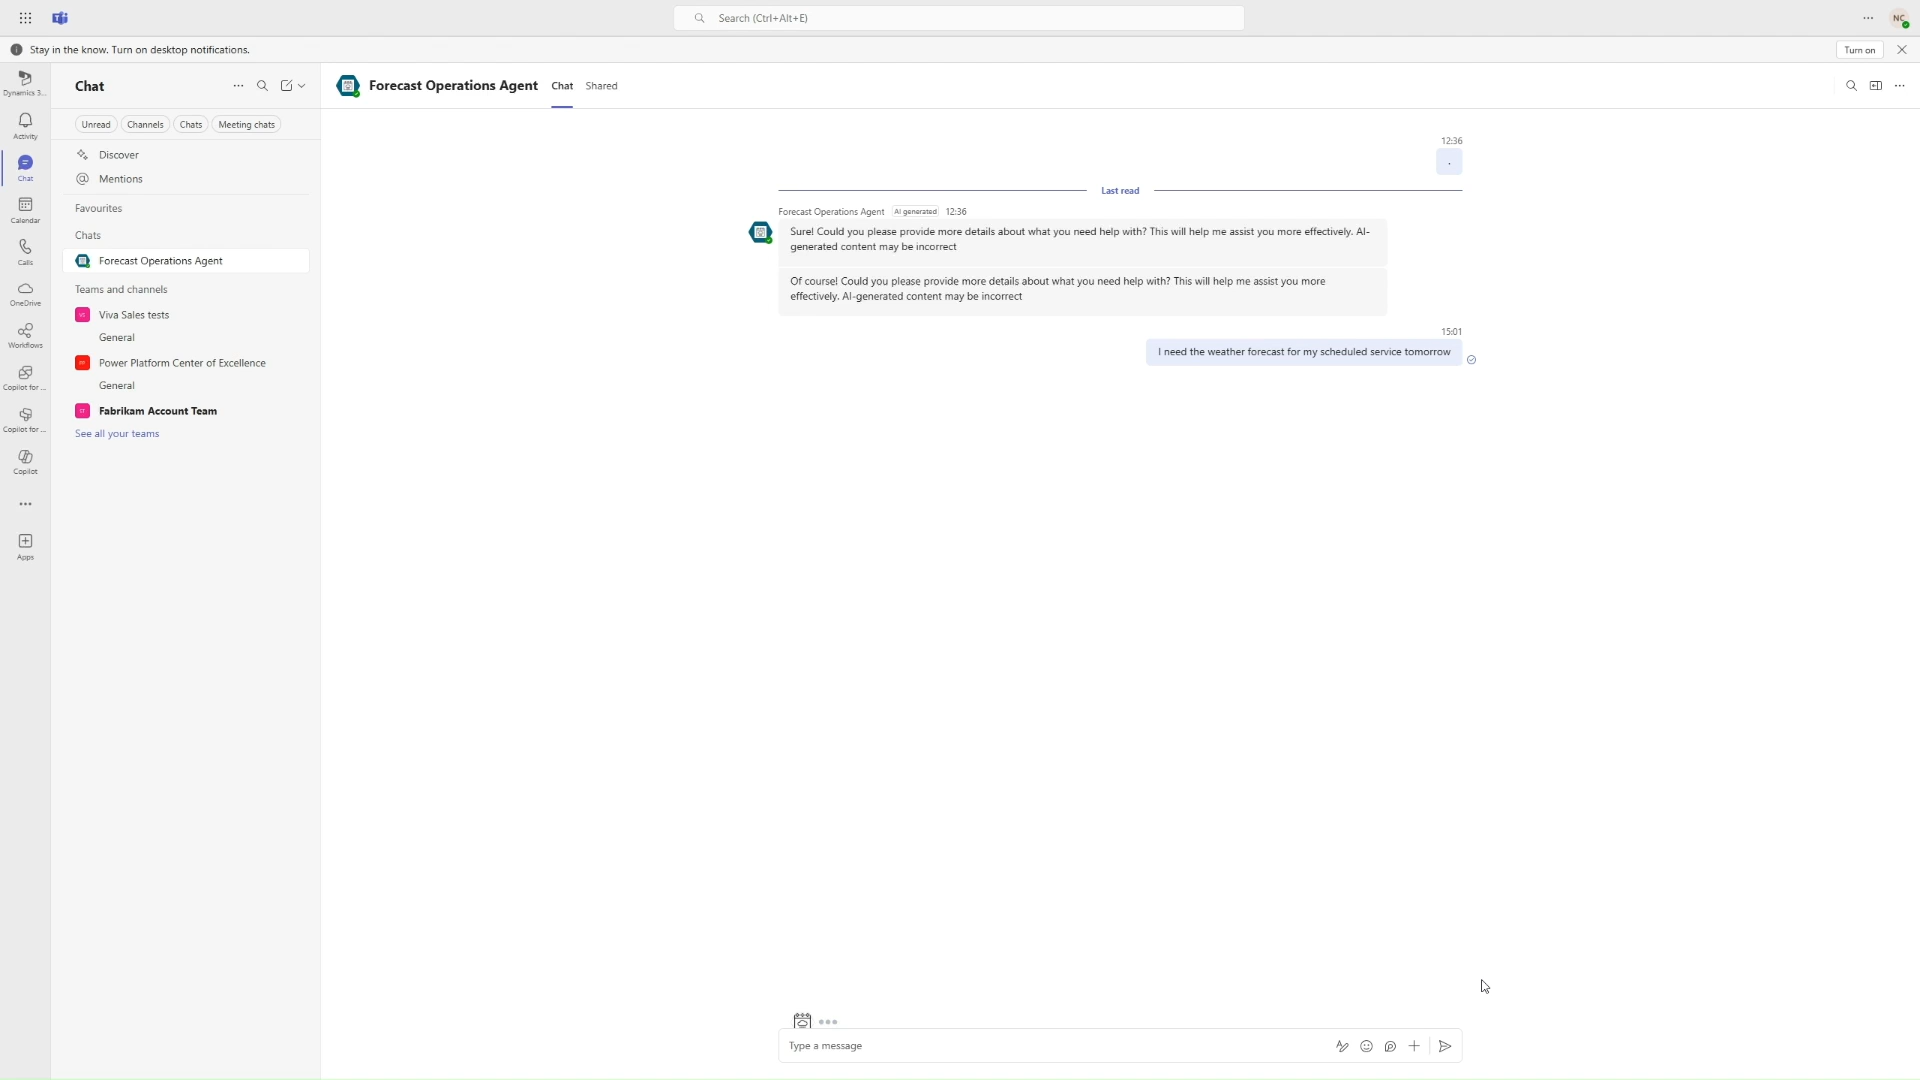 Search (Ctrl+Alt+E)
NC
Stay in the know. Turn on desktop notifications.
Turn on
Dynamics 3...
Activity
Chat
Calendar
Calls
OneDrive
Workflows
Copilot for ...
Copilot for ...
Copilot
Apps
Chat
Unread
Channels
Chats
Meeting chats
Discover
Mentions
Favourites
Chats
Forecast Operations Agent
Teams and channels
Viva Sales tests
General
Power Platform Center of Excellence
General
Fabrikam Account Team
See all your teams
Forecast Operations Agent
Chat
Shared
12:36
.
Last read
Forecast Operations Agent AI generated 12:36
Sure! Could you please provide more details about what you need help with? This will help me assist you more effectively. AI-
generated content may be incorrect
Of course! Could you please provide more details about what you need help with? This will help me assist you more
effectively. AI-generated content may be incorrect
15:01
I need the weather forecast for my scheduled service tomorrow
Type a message